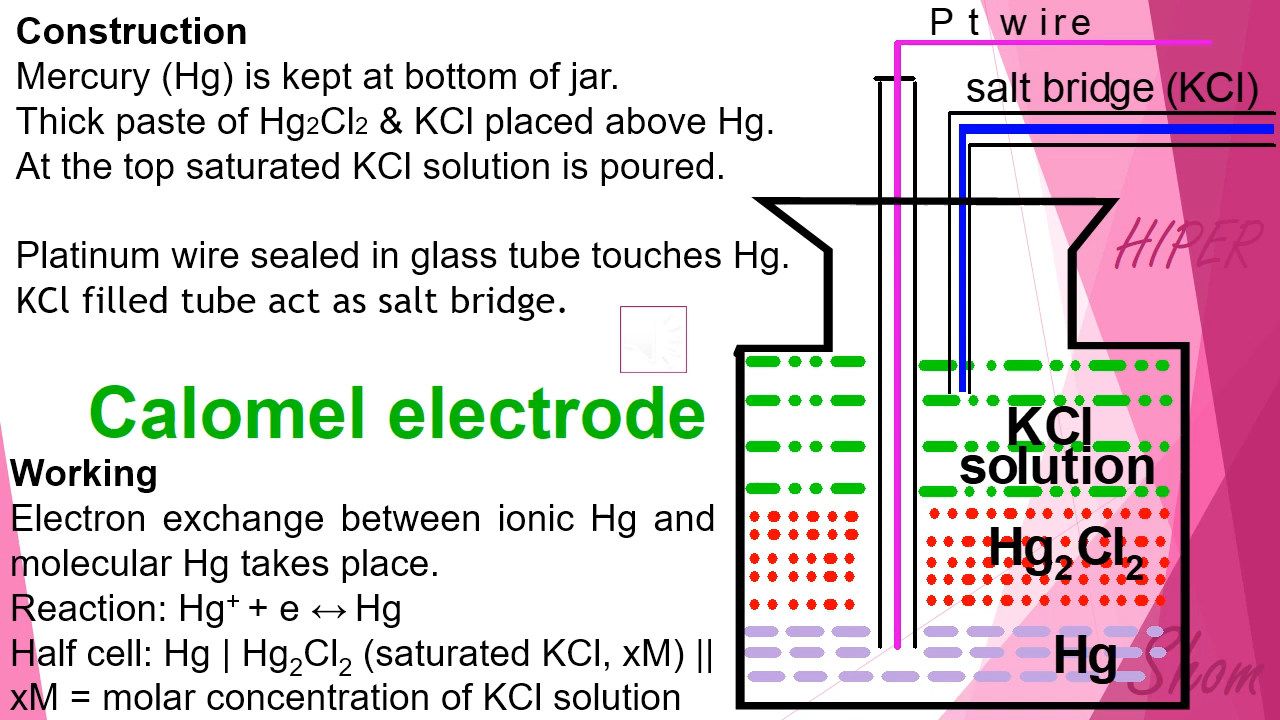 Construction
Mercury (Hg) is kept at bottom of jar.
Thick paste of Hg₂Cl₂ & KCl placed above Hg.
At the top saturated KCl solution is poured.
Platinum wire sealed in glass tube touches Hg.
KCl filled tube act as salt bridge.
Calomel electrode
Working
Electron exchange between ionic Hg and
molecular Hg takes place.
Reaction: Hg⁺ + e ↔ Hg
Half cell: Hg | Hg₂Cl₂ (saturated KCl, xM) ||
xM = molar concentration of KCl solution
Pt wire
salt bridge (KCl)
HIPER
KCl
solution
Hg₂Cl₂
Hg
Shom